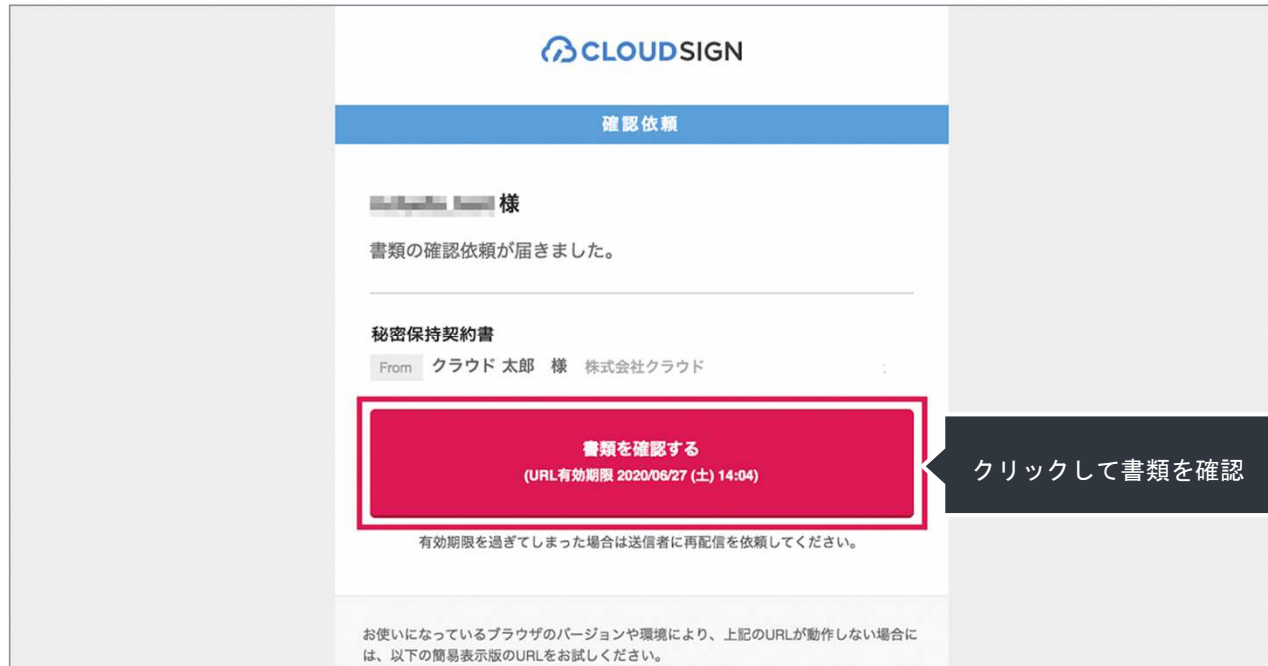 CLOUDSIGN
確認依頼
様
書類の確認依頼が届きました。
秘密保持契約書
From クラウド 太郎 様 株式会社クラウド
書類を確認する
(URL有効期限 2020/06/27 (土) 14:04)
クリックして書類を確認
有効期限を過ぎてしまった場合は送信者に再配信を依頼してください。
お使いになっているブラウザのバージョンや環境により、上記のURLが動作しない場合に
は、以下の簡易表示版のURLをお試しください。